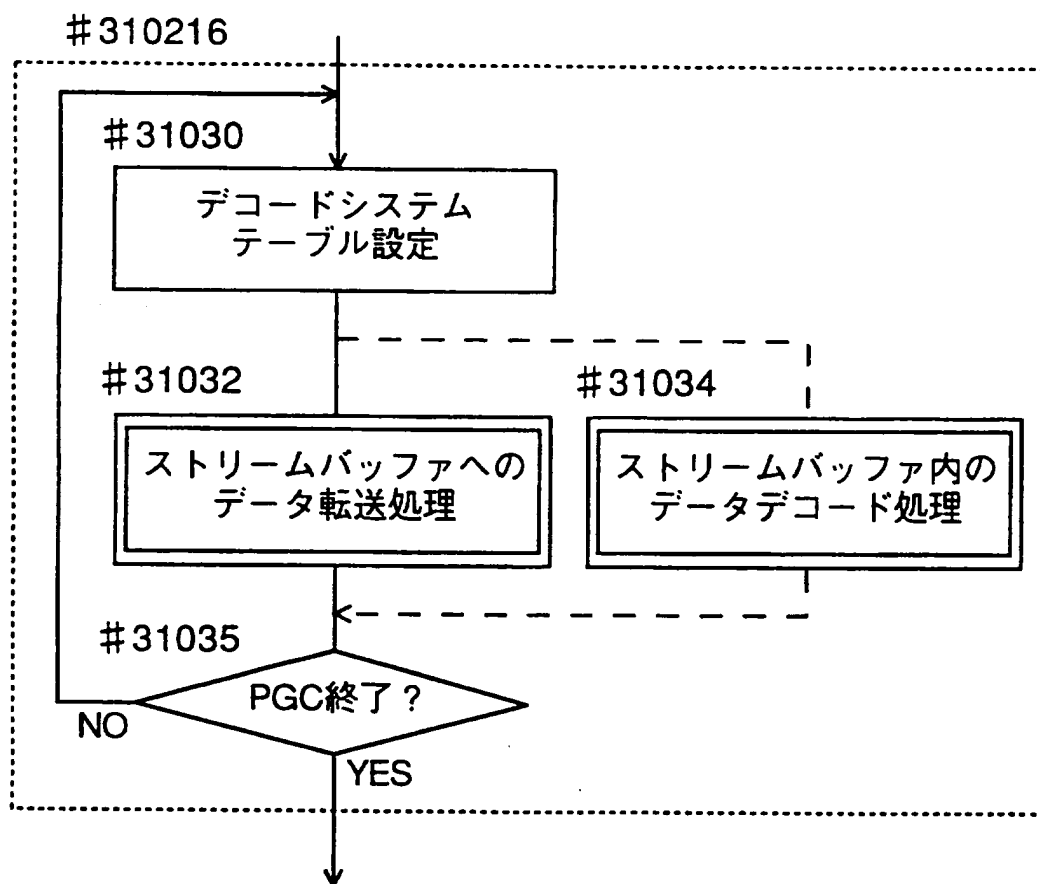 #310216
#31030
デコードシステム
テーブル設定
#31032
#31034
ストリームバッファへの
データ転送処理
ストリームバッファ内の
データデコード処理
#31035
PGC終了?
NO
YES